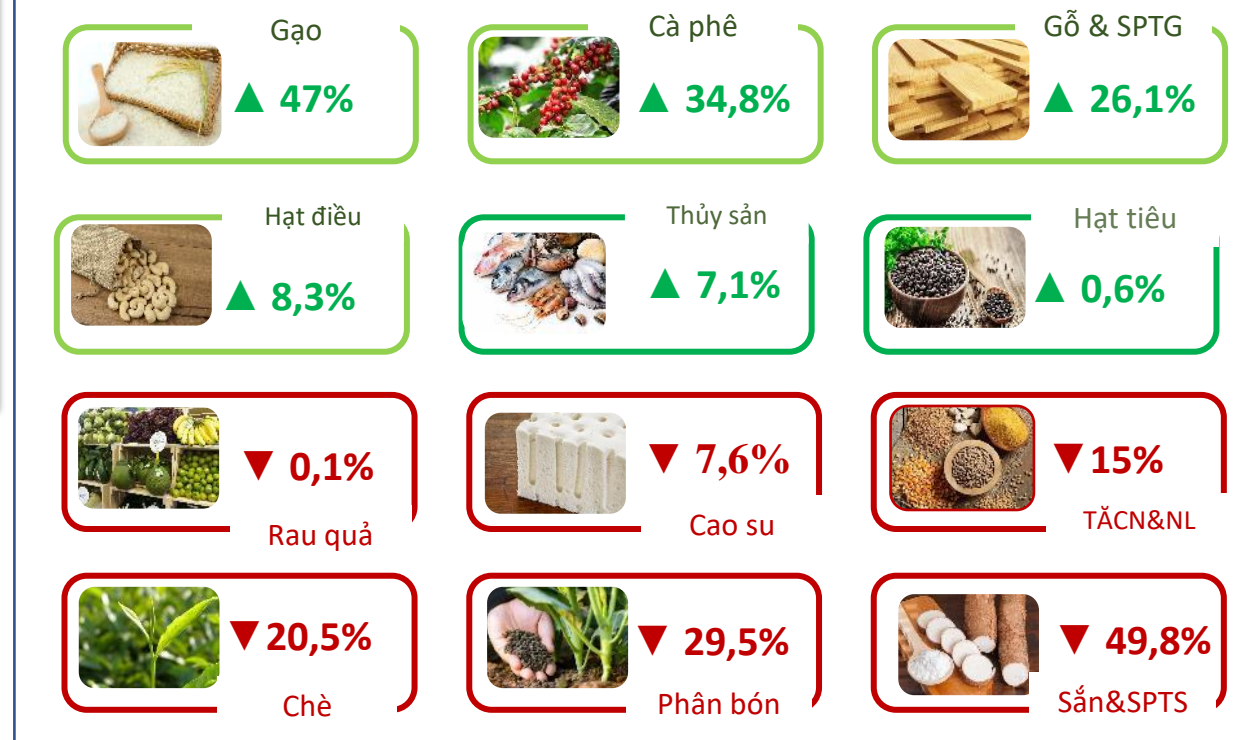 Gạo
▲ 47%
Cà phê
▲ 34,8%
Gỗ & SPTG
▲ 26,1%
Hạt điều
▲ 8,3%
Thủy sản
▲ 7,1%
Hạt tiêu
▲ 0,6%
▼ 0,1%
Rau quả
▼ 7,6%
Cao su
▼ 15%
TĂCN&NL
▼ 20,5%
Chè
▼ 29,5%
Phân bón
▼ 49,8%
Sắn&SPTS